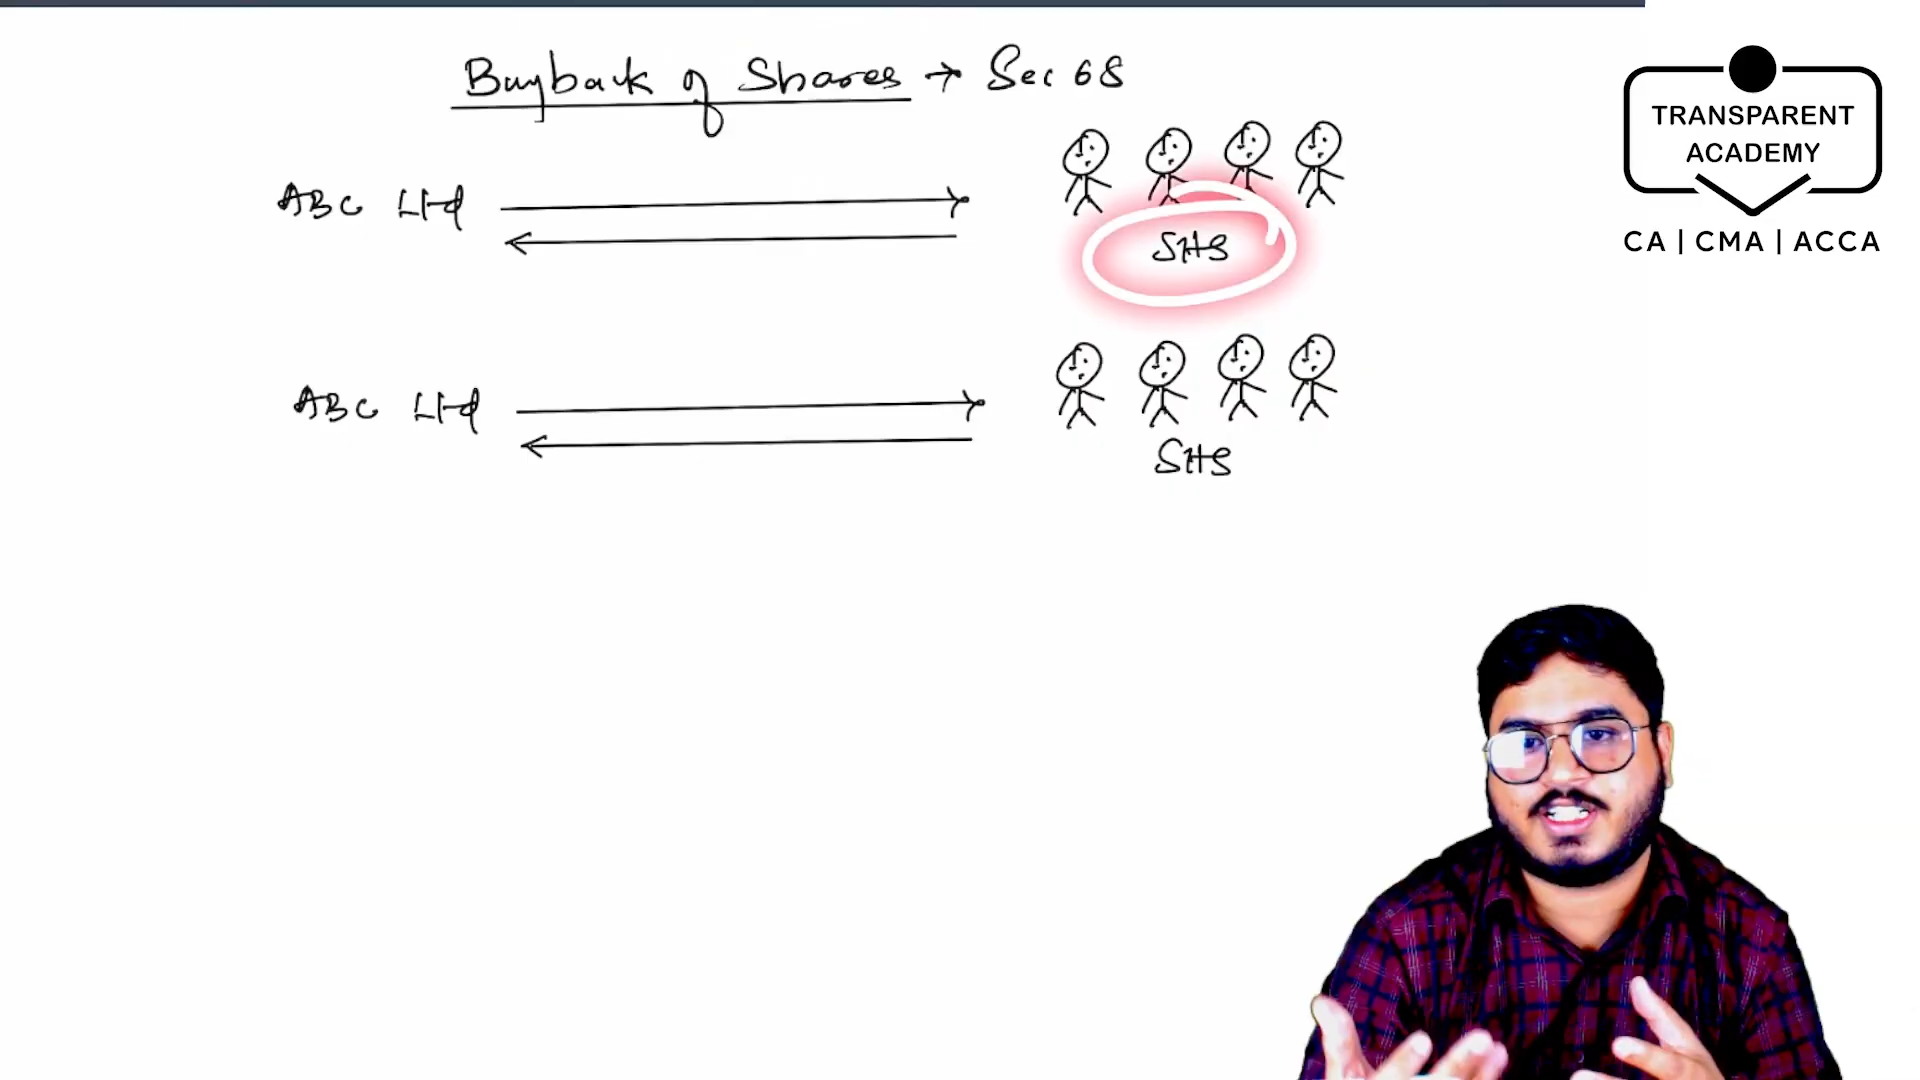 Buyback of Shares → Sec 68
ABC Ltd
SHS
ABC Ltd
SHS
TRANSPARENT
ACADEMY
CA | CMA | ACCA